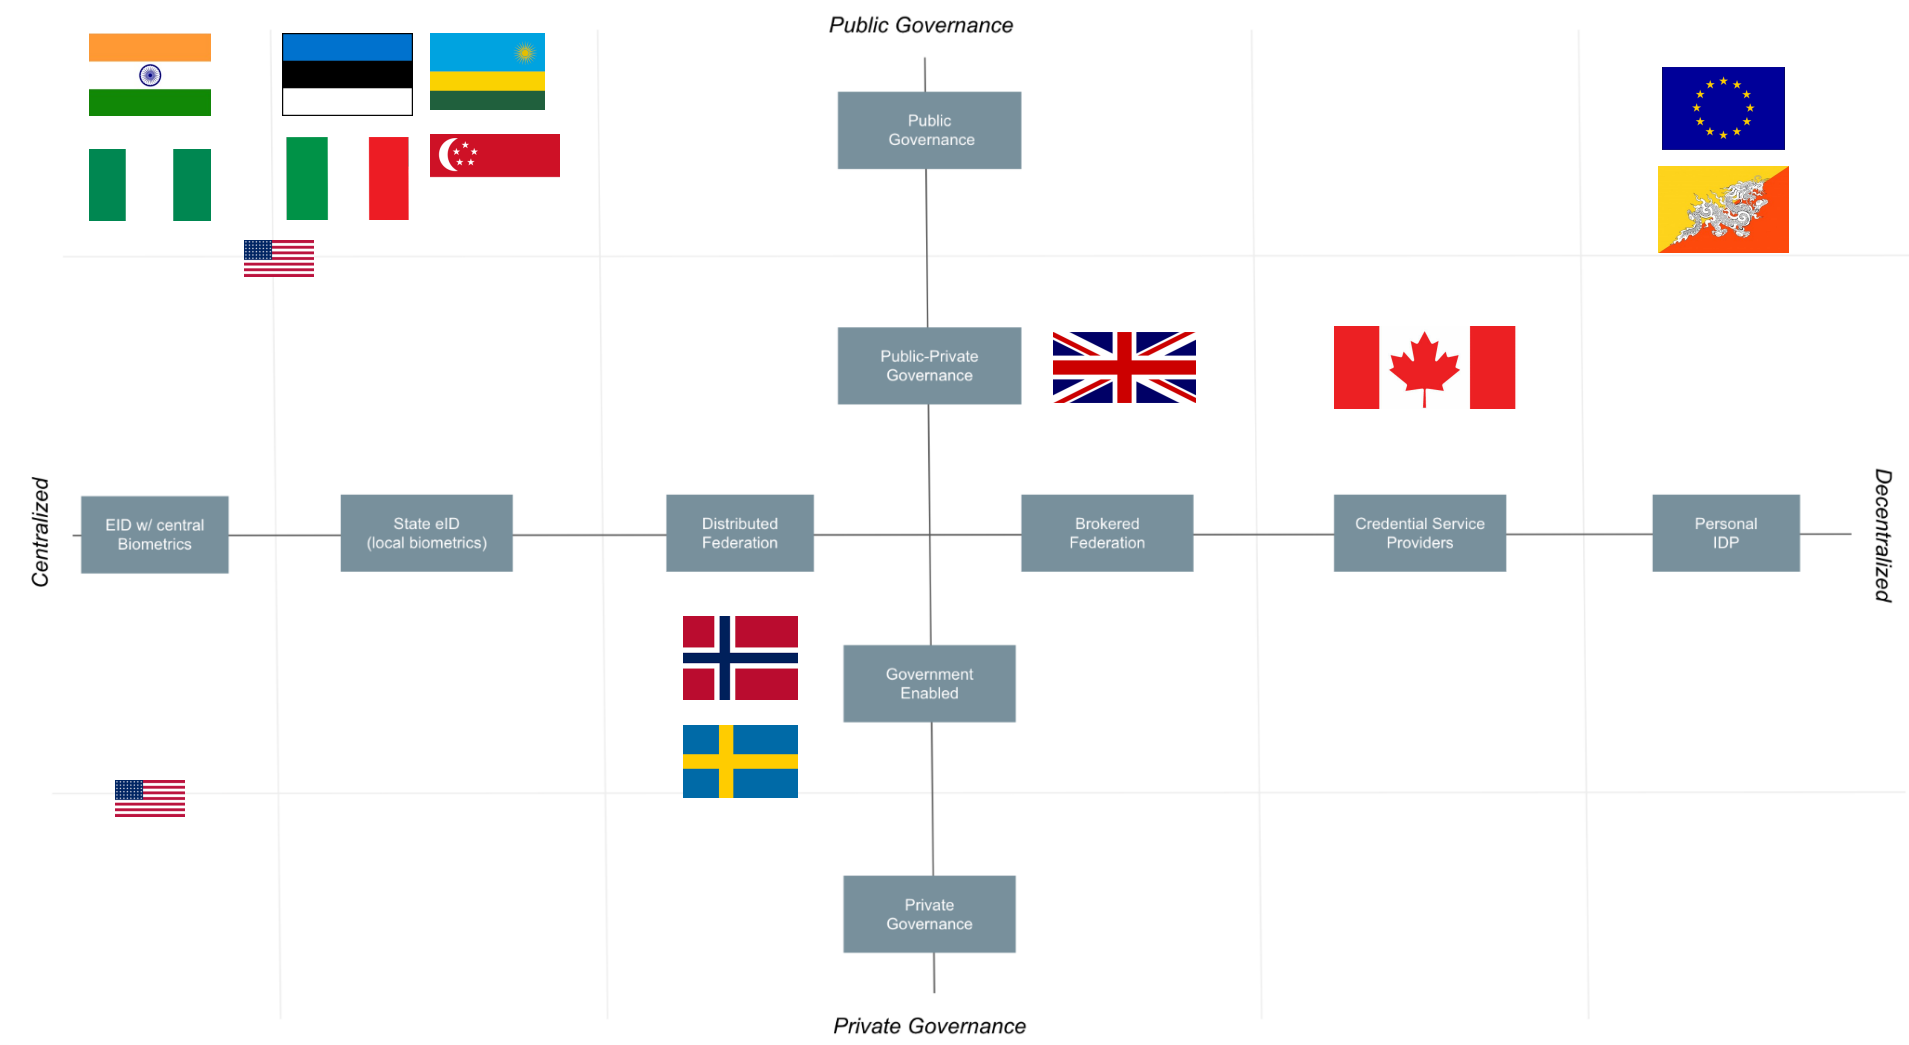 Public Governance
Public
Governance
Public-Private
Governance
Centralized
EID w/ central
Biometrics
State eID
(local biometrics)
Distributed
Federation
Brokered
Federation
Credential Service
Providers
Personal
IDP
Decentralized
Government
Enabled
Private
Governance
Private Governance